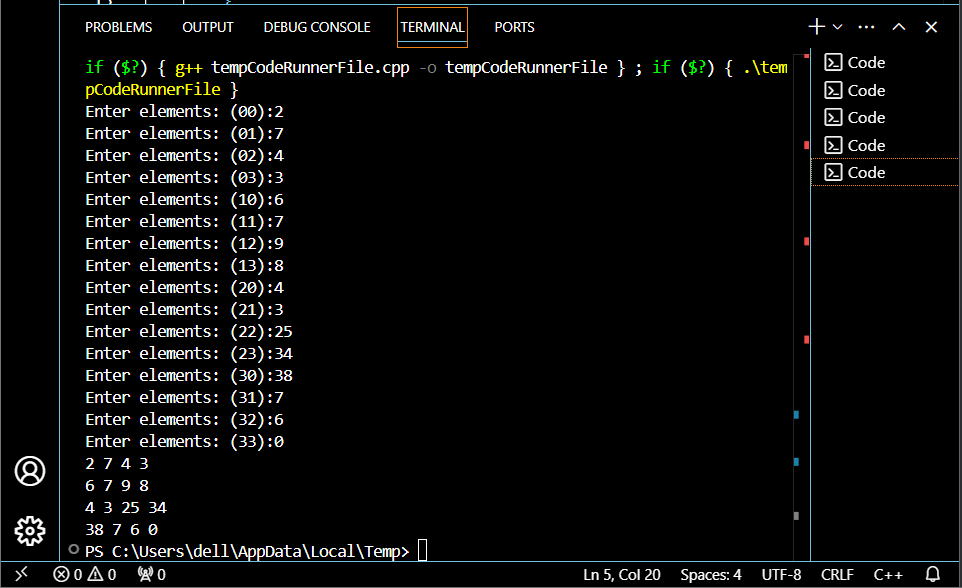 PROBLEMS OUTPUT DEBUG CONSOLE TERMINAL PORTS
if ($?) { g++ tempCodeRunnerFile.cpp -o tempCodeRunnerFile } ; if ($?) { .\tem
pCodeRunnerFile }
Enter elements: (00):2
Enter elements: (01):7
Enter elements: (02):4
Enter elements: (03):3
Enter elements: (10):6
Enter elements: (11):7
Enter elements: (12):9
Enter elements: (13):8
Enter elements: (20):4
Enter elements: (21):3
Enter elements: (22):25
Enter elements: (23):34
Enter elements: (30):38
Enter elements: (31):7
Enter elements: (32):6
Enter elements: (33):0
2 7 4 3
6 7 9 8
4 3 25 34
38 7 6 0
PS C:\Users\dell\AppData\Local\Temp>
Code
Code
Code
Code
Code
0 0 0 Ln 5, Col 20 Spaces: 4 UTF-8 CRLF C++